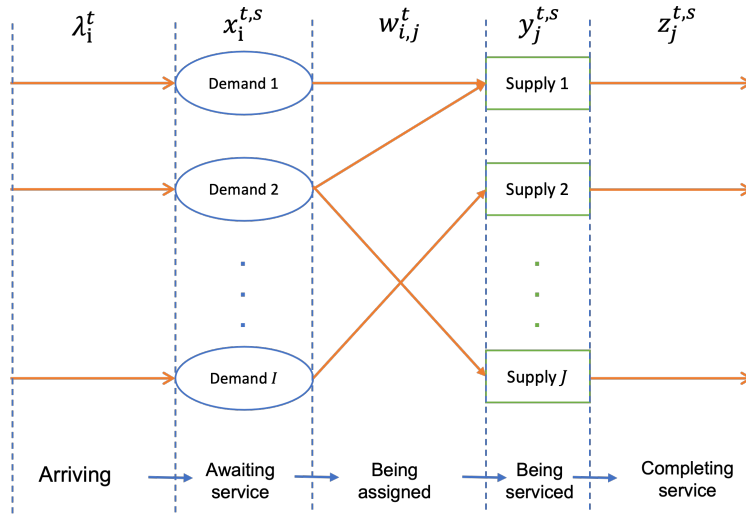 λ_i^t x_i^{t,s} w_{i,j}^t y_j^{t,s} z_j^{t,s}
Demand 1 Supply 1
Demand 2 Supply 2
Demand I Supply J
Arriving Awaiting service Being assigned Being serviced Completing service